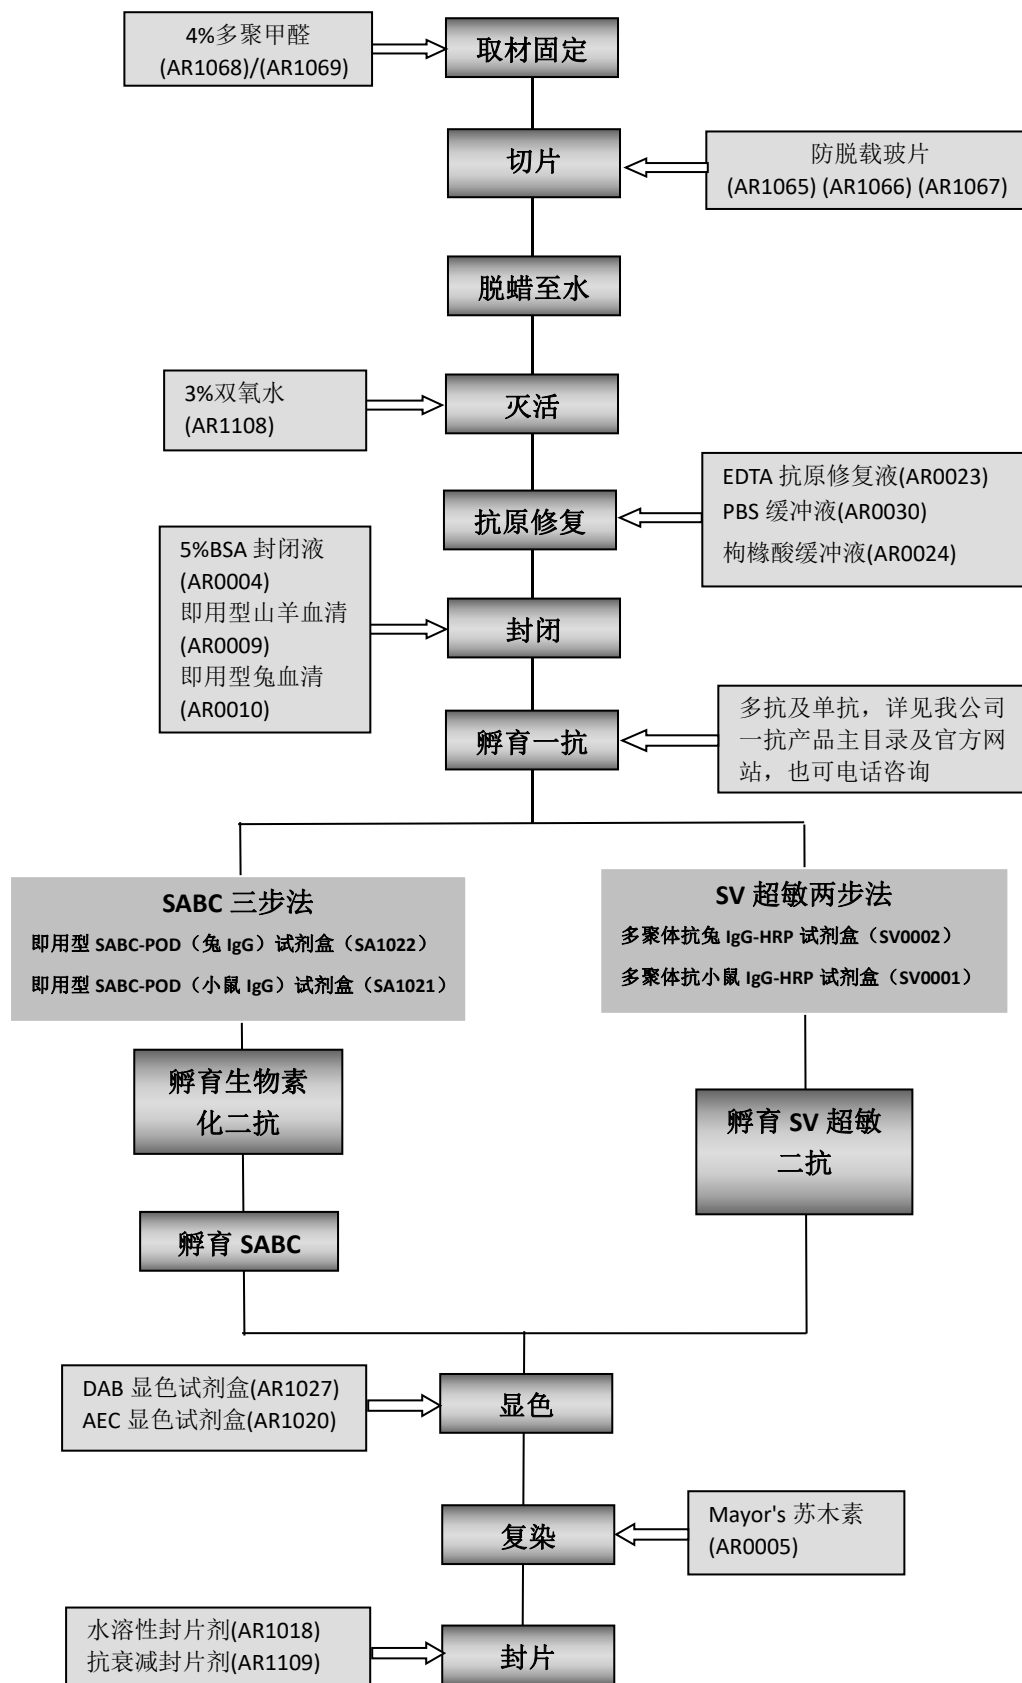 4%多聚甲醛
(AR1068)/(AR1069)
取材固定
切片
防脱载玻片
(AR1065) (AR1066) (AR1067)
脱蜡至水
3%双氧水
(AR1108)
灭活
EDTA 抗原修复液(AR0023)
PBS 缓冲液(AR0030)
枸橼酸缓冲液(AR0024)
抗原修复
5%BSA 封闭液
(AR0004)
即用型山羊血清
(AR0009)
即用型兔血清
(AR0010)
封闭
孵育一抗
多抗及单抗，详见我公司
一抗产品主目录及官方网
站，也可电话咨询
SABC 三步法
即用型 SABC-POD（兔 IgG）试剂盒（SA1022）
即用型 SABC-POD（小鼠 IgG）试剂盒（SA1021）
SV 超敏两步法
多聚体抗兔 IgG-HRP 试剂盒（SV0002）
多聚体抗小鼠 IgG-HRP 试剂盒（SV0001）
孵育生物素
化二抗
孵育 SV 超敏
二抗
孵育 SABC
DAB 显色试剂盒(AR1027)
AEC 显色试剂盒(AR1020)
显色
复染
Mayor's 苏木素
(AR0005)
水溶性封片剂(AR1018)
抗衰减封片剂(AR1109)
封片